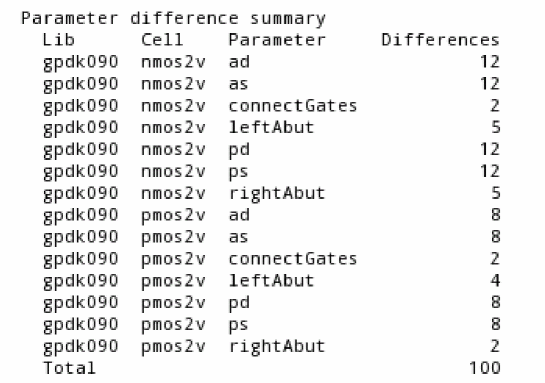 Parameter difference summary
Lib Cell Parameter Differences
gpdk090 nmos2v ad 12
gpdk090 nmos2v as 12
gpdk090 nmos2v connectGates 2
gpdk090 nmos2v leftAbut 5
gpdk090 nmos2v pd 12
gpdk090 nmos2v ps 12
gpdk090 nmos2v rightAbut 5
gpdk090 pmos2v ad 8
gpdk090 pmos2v as 8
gpdk090 pmos2v connectGates 2
gpdk090 pmos2v leftAbut 4
gpdk090 pmos2v pd 8
gpdk090 pmos2v ps 8
gpdk090 pmos2v rightAbut 2
Total 100